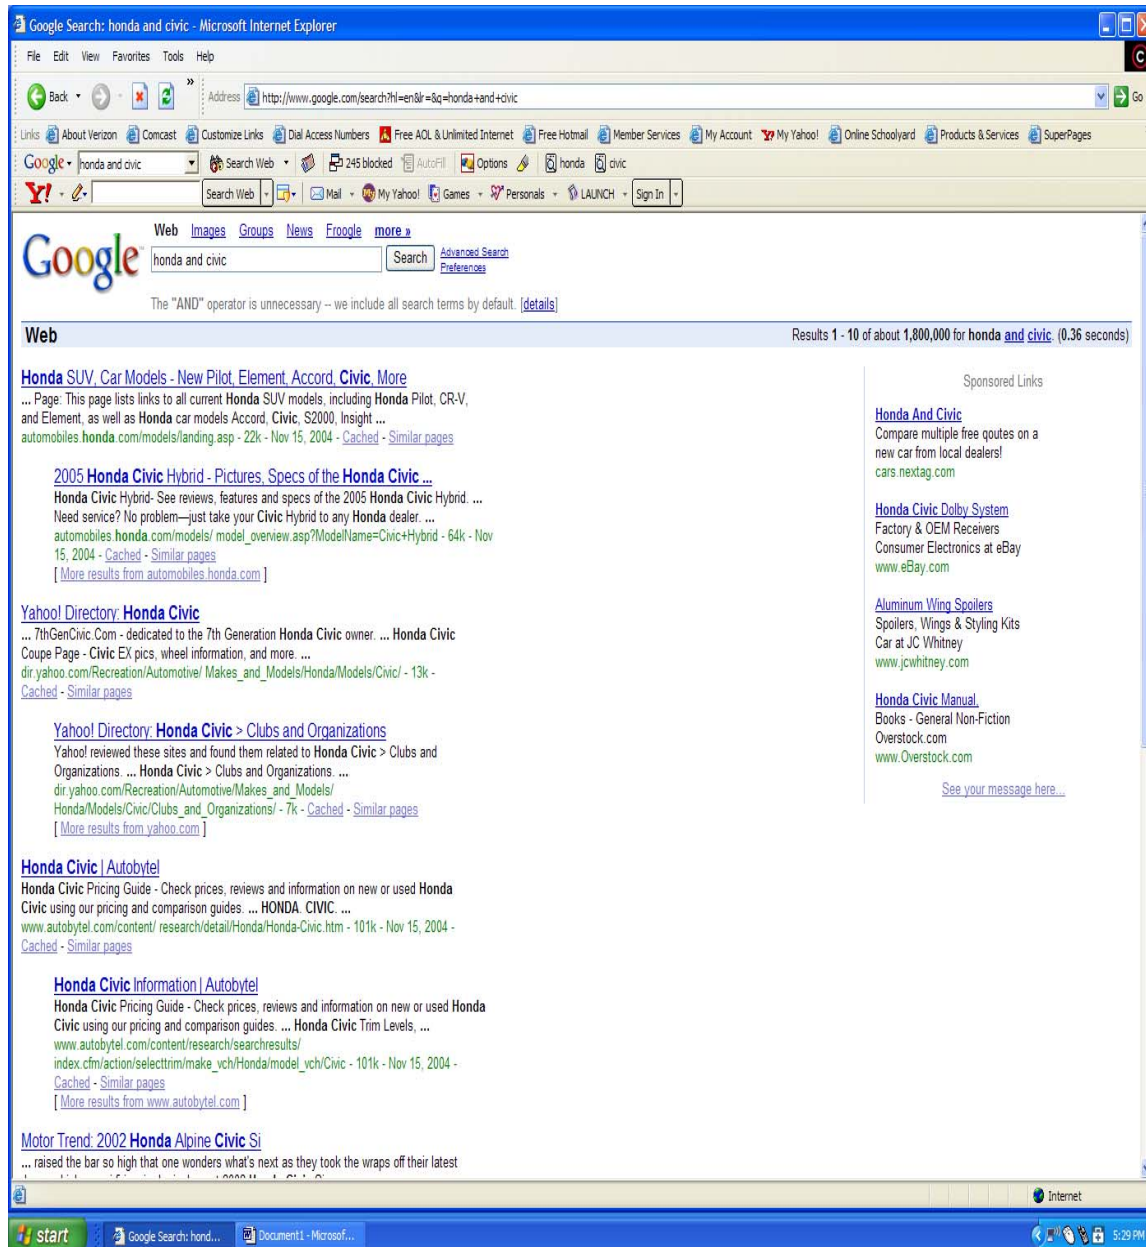 Google Search: honda and civic - Microsoft Internet Explorer
File Edit View Favorites Tools Help
Back » Address http://www.google.com/search?hl=en&lr=&q=honda+and+civic Go
Links About Verizon Comcast Customize Links Dial Access Numbers Free AOL & Unlimited Internet Free Hotmail Member Services My Account My Yahoo! Online Schoolyard Products & Services SuperPages
Google honda and civic Search Web 245 blocked AutoFill Options honda civic
Y! Search Web Mail My Yahoo! Games Personals LAUNCH Sign In
Google
Web Images Groups News Froogle more »
honda and civic Search Advanced Search
Preferences
The "AND" operator is unnecessary -- we include all search terms by default. [details]
Web Results 1 - 10 of about 1,800,000 for honda and civic. (0.36 seconds)
Honda SUV, Car Models - New Pilot, Element, Accord, Civic, More
... Page: This page lists links to all current Honda SUV models, including Honda Pilot, CR-V,
and Element, as well as Honda car models Accord, Civic, S2000, Insight ...
automobiles.honda.com/models/landing.asp - 22k - Nov 15, 2004 - Cached - Similar pages
2005 Honda Civic Hybrid - Pictures, Specs of the Honda Civic ...
Honda Civic Hybrid- See reviews, features and specs of the 2005 Honda Civic Hybrid. ...
Need service? No problem—just take your Civic Hybrid to any Honda dealer. ...
automobiles.honda.com/models/ model_overview.asp?ModelName=Civic+Hybrid - 64k - Nov
15, 2004 - Cached - Similar pages
[ More results from automobiles.honda.com ]
Yahoo! Directory: Honda Civic
... 7thGenCivic.Com - dedicated to the 7th Generation Honda Civic owner. ... Honda Civic
Coupe Page - Civic EX pics, wheel information, and more. ...
dir.yahoo.com/Recreation/Automotive/ Makes_and_Models/Honda/Models/Civic/ - 13k -
Cached - Similar pages
Yahoo! Directory: Honda Civic > Clubs and Organizations
Yahoo! reviewed these sites and found them related to Honda Civic > Clubs and
Organizations. ... Honda Civic > Clubs and Organizations. ...
dir.yahoo.com/Recreation/Automotive/Makes_and_Models/
Honda/Models/Civic/Clubs_and_Organizations/ - 7k - Cached - Similar pages
[ More results from yahoo.com ]
Honda Civic | Autobytel
Honda Civic Pricing Guide - Check prices, reviews and information on new or used Honda
Civic using our pricing and comparison guides. ... HONDA. CIVIC. ...
www.autobytel.com/content/ research/detail/Honda/Honda-Civic.htm - 101k - Nov 15, 2004 -
Cached - Similar pages
Honda Civic Information | Autobytel
Honda Civic Pricing Guide - Check prices, reviews and information on new or used Honda
Civic using our pricing and comparison guides. ... Honda Civic Trim Levels, ...
www.autobytel.com/content/research/searchresults/
index.cfm/action/selecttrim/make_vch/Honda/model_vch/Civic - 101k - Nov 15, 2004 -
Cached - Similar pages
[ More results from www.autobytel.com ]
Motor Trend: 2002 Honda Alpine Civic Si
... raised the bar so high that one wonders what's next as they took the wraps off their latest
Sponsored Links
Honda And Civic
Compare multiple free qoutes on a
new car from local dealers!
cars.nextag.com
Honda Civic Dolby System
Factory & OEM Receivers
Consumer Electronics at eBay
www.eBay.com
Aluminum Wing Spoilers
Spoilers, Wings & Styling Kits
Car at JC Whitney
www.jcwhitney.com
Honda Civic Manual,
Books - General Non-Fiction
Overstock.com
www.Overstock.com
See your message here...
Internet
start Google Search: hond... Document1 - Microsof... 5:29 PM